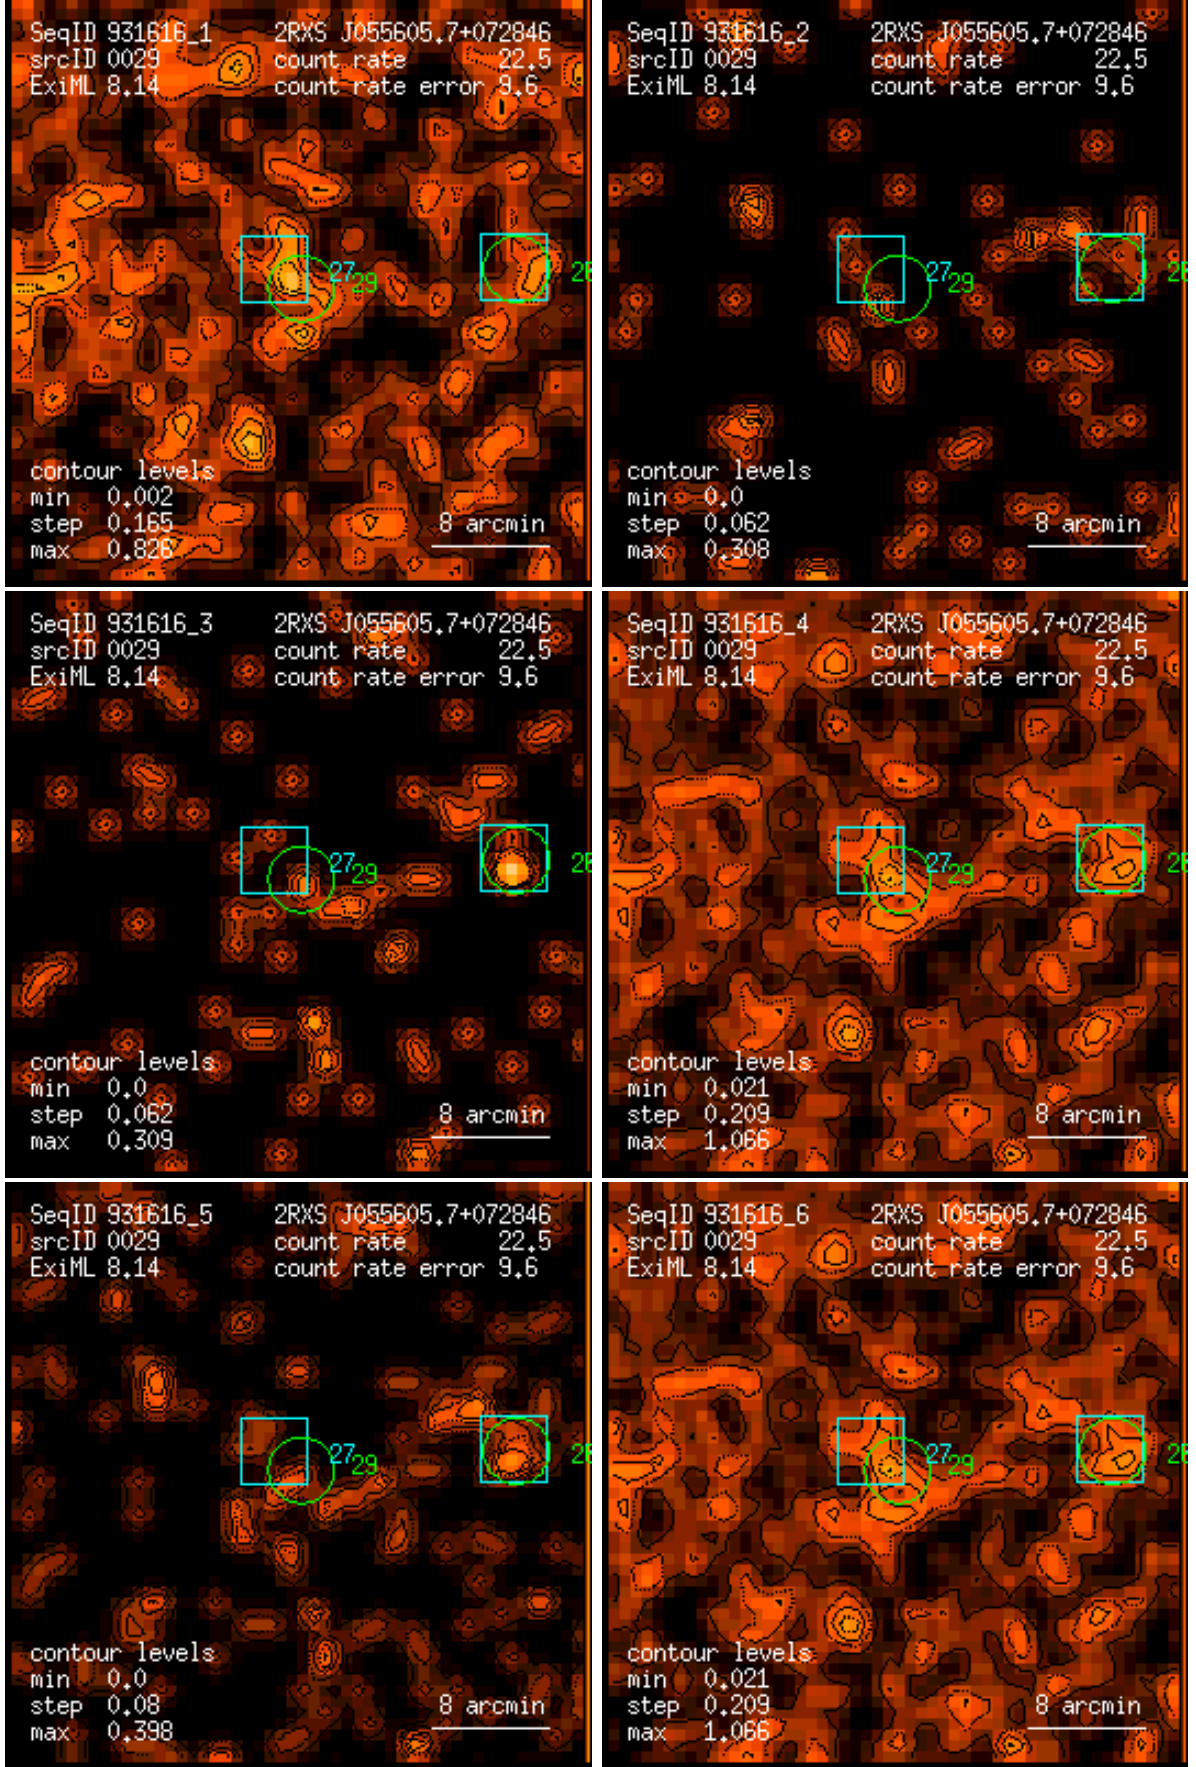 SeqID 931616_1 2RXS J055605.7+072846
srcID 0029 count rate 22.5
ExiML 8.14 count rate error 9.6
27
29
contour levels
min 0.002
step 0.165
max 0.826
8 arcmin
SeqID 931616_2 2RXS J055605.7+072846
srcID 0029 count rate 22.5
ExiML 8.14 count rate error 9.6
27
29
contour levels
min 0.0
step 0.062
max 0.308
8 arcmin
SeqID 931616_3 2RXS J055605.7+072846
srcID 0029 count rate 22.5
ExiML 8.14 count rate error 9.6
27
29
contour levels
min 0.0
step 0.062
max 0.309
8 arcmin
SeqID 931616_4 2RXS J055605.7+072846
srcID 0029 count rate 22.5
ExiML 8.14 count rate error 9.6
27
29
contour levels
min 0.021
step 0.209
max 1.066
8 arcmin
SeqID 931616_5 2RXS J055605.7+072846
srcID 0029 count rate 22.5
ExiML 8.14 count rate error 9.6
27
29
contour levels
min 0.0
step 0.08
max 0.398
8 arcmin
SeqID 931616_6 2RXS J055605.7+072846
srcID 0029 count rate 22.5
ExiML 8.14 count rate error 9.6
27
29
contour levels
min 0.021
step 0.209
max 1.066
8 arcmin